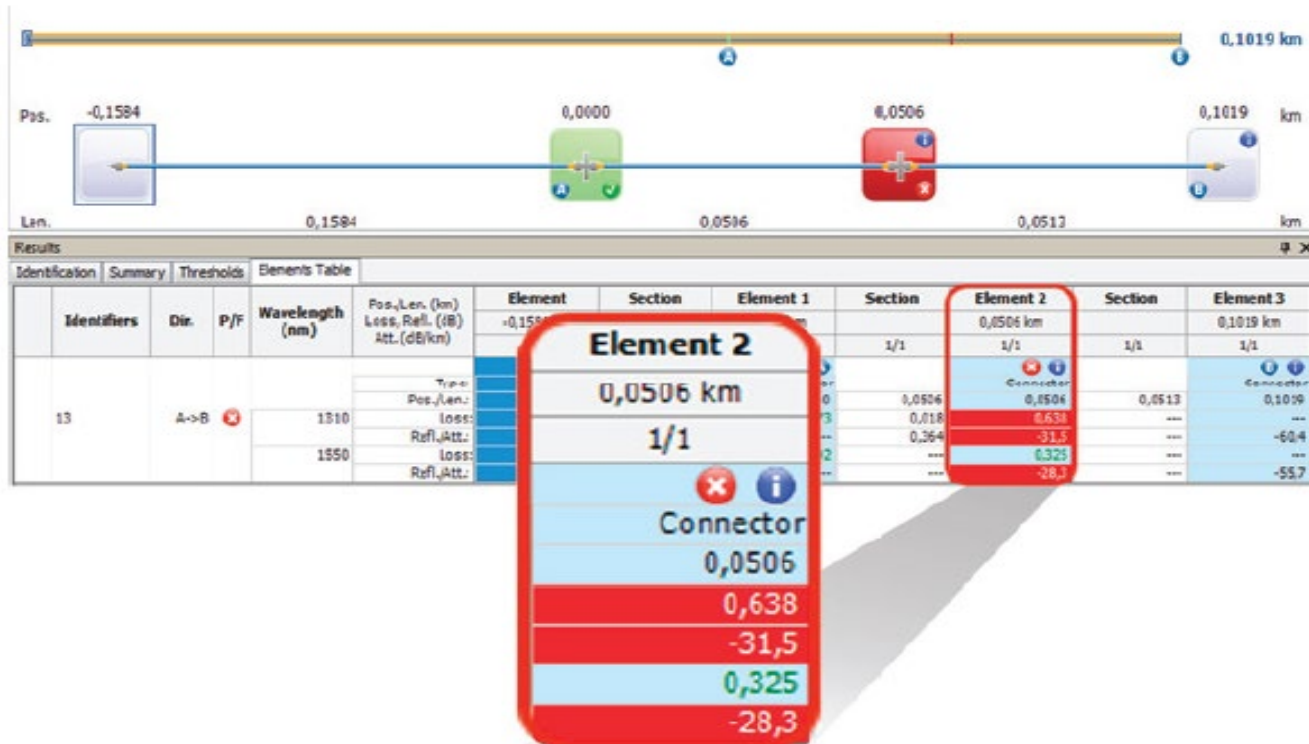 0,1019 km
A
B
Pos. -0,1584 0,0000 0,0506 0,1019 km
A B
Len. 0,1584 0,0506 0,0513 km
Results
Identification Summary Thresholds Elements Table
Identifiers Dir. P/F Wavelength (nm) Pos./Len. (km) Loss, Refl. (dB) Att. (dB/km) Element Section Element 1 Section Element 2 Section Element 3
0,0506 km 0,1019 km
1/1 1/1 1/1 1/1
Type: Connector Connector
Pos./Len.: 0,0506 0,0506 0,0513 0,1019
13 A->B 1310 Loss: 0,018 0,638 --- ---
Refl./Att.: 0,364 -31,5 --- -60,4
1550 Loss: --- 0,325 --- ---
Refl./Att.: --- -28,3 --- -55,7
Element 2
0,0506 km
1/1
Connector
0,0506
0,638
-31,5
0,325
-28,3